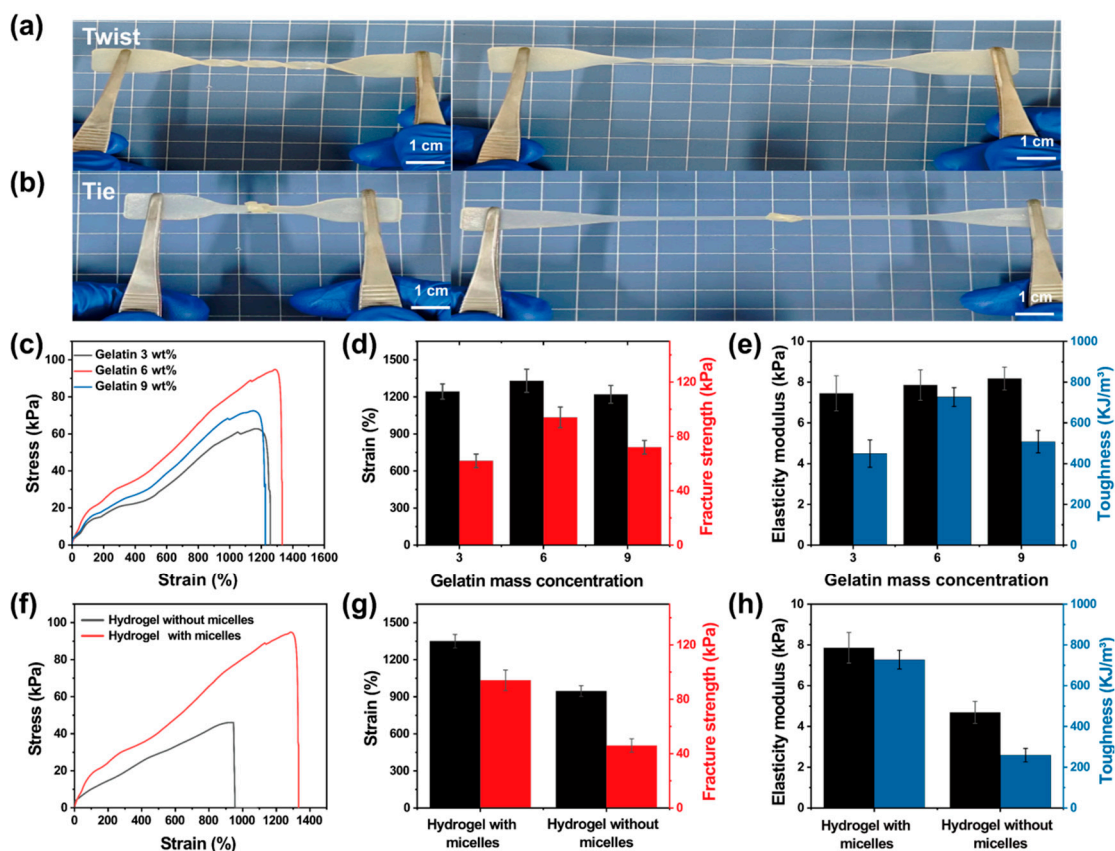 (a)
Twist
1 cm
1 cm
(b)
Tie
1 cm
1 cm
(c)
Gelatin 3 wt%
Gelatin 6 wt%
Gelatin 9 wt%
Stress (kPa)
100
80
60
40
20
0
0 200 400 600 800 1000 1200 1400 1600
Strain (%)
(d)
Strain (%)
1500
1200
900
600
300
0
Fracture strength (kPa)
120
80
40
0
3 6 9
Gelatin mass concentration
(e)
Elasticity modulus (kPa)
10
8
6
4
2
0
Toughness (KJ/m³)
1000
800
600
400
200
0
3 6 9
Gelatin mass concentration
(f)
Hydrogel without micelles
Hydrogel with micelles
Stress (kPa)
100
80
60
40
20
0
0 200 400 600 800 1000 1200 1400
Strain (%)
(g)
Strain (%)
1500
1200
900
600
300
0
Fracture strength (kPa)
120
80
40
0
Hydrogel with
micelles
Hydrogel without
micelles
(h)
Elasticity modulus (kPa)
10
8
6
4
2
0
Toughness (KJ/m³)
1000
800
600
400
200
0
Hydrogel with
micelles
Hydrogel without
micelles